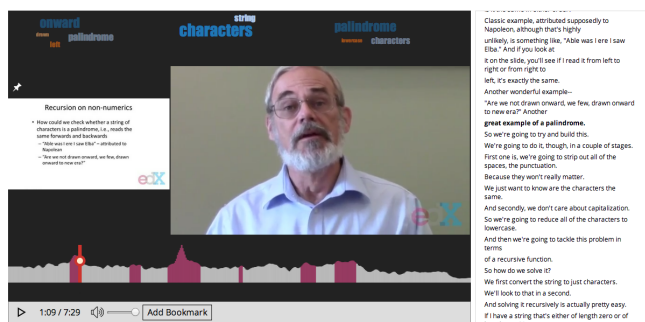 onward
string
palindrome
drawn
palindrome
left
characters
lowercase
characters
Recursion on non-numerics
• How could we check whether a string of
characters is a palindrome, i.e., reads the
same forwards and backwards
– "Able was I ere I saw Elba" – attributed to
Napoleon
– "Are we not drawn onward, we few, drawn
onward to new era?"
edX
edX
1:09 / 7:29
Add Bookmark
Classic example, attributed supposedly to
Napoleon, although that's highly
unlikely, is something like, "Able was I ere I saw
Elba." And if you look at
it on the slide, you'll see if I read it from left to
right or from right to
left, it's exactly the same.
Another wonderful example--
"Are we not drawn onward, we few, drawn onward
to new era?" Another
great example of a palindrome.
So we're going to try and build this.
We're going to do it, though, in a couple of stages.
First one is, we're going to strip out all of the
spaces, the punctuation.
Because they won't really matter.
We just want to know are the characters the
same.
And secondly, we don't care about capitalization.
So we're going to reduce all of the characters to
lowercase.
And then we're going to tackle this problem in
terms
of a recursive function.
So how do we solve it?
We first convert the string to just characters.
We'll look to that in a second.
And solving it recursively is actually pretty easy.
If I have a string that's either of length zero or of